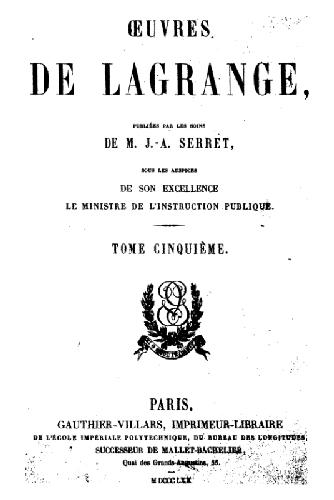 ŒUVRES
DE LAGRANGE,
PUBLIÉES PAR LES SOINS
DE M. J.-A. SERRET,
SOUS LES AUSPICES
DE SON EXCELLENCE
LE MINISTRE DE L'INSTRUCTION PUBLIQUE.
TOME CINQUIÈME.
PARIS,
GAUTHIER-VILLARS, IMPRIMEUR-LIBRAIRE
DE L'ÉCOLE IMPÉRIALE POLYTECHNIQUE, DU BUREAU DES LONGITUDES,
SUCCESSEUR DE MALLET-BACHELIER,
Quai des Grands-Augustins, 55.
MDCCCLXX